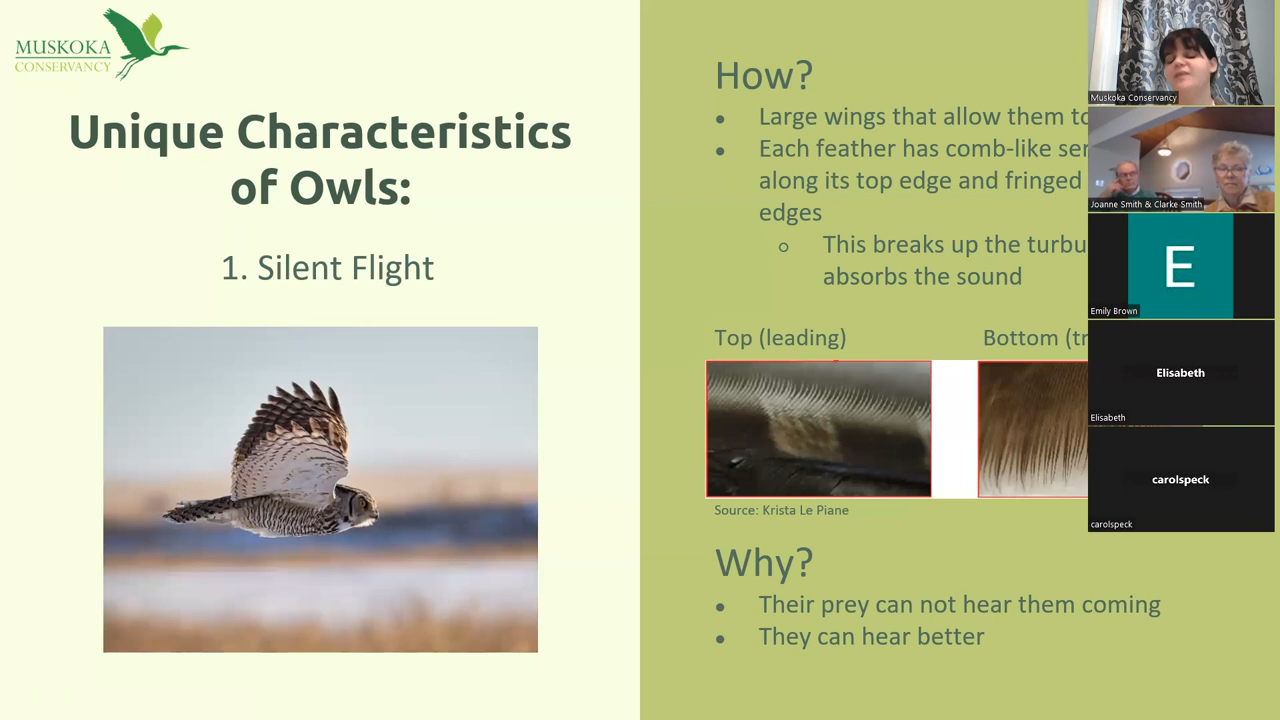 MUSKOKA
CONSERVANCY
Unique Characteristics
of Owls:
1. Silent Flight
How?
● Large wings that allow them to
● Each feather has comb-like ser
along its top edge and fringed
edges
○ This breaks up the turbu
absorbs the sound
Top (leading)
Bottom (tr
Source: Krista Le Piane
Why?
● Their prey can not hear them coming
● They can hear better
Muskoka Conservancy
Joanne Smith & Clarke Smith
E
Emily Brown
Elisabeth
Elisabeth
carolspeck
carolspeck